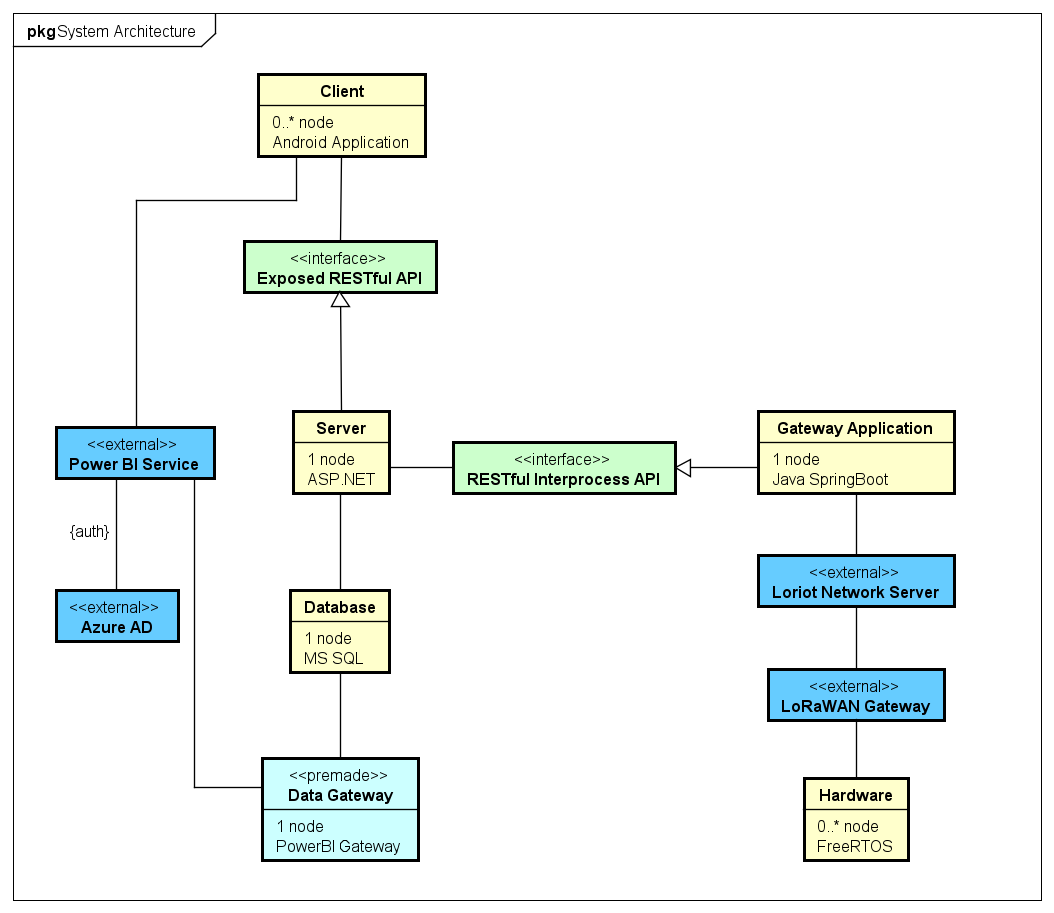 pkg System Architecture
Client
0..* node
Android Application
<<interface>>
Exposed RESTful API
Server
1 node
ASP.NET
<<interface>>
RESTful Interprocess API
Gateway Application
1 node
Java SpringBoot
<<external>>
Power BI Service
{auth}
<<external>>
Azure AD
Database
1 node
MS SQL
<<external>>
Loriot Network Server
<<external>>
LoRaWAN Gateway
<<premade>>
Data Gateway
1 node
PowerBI Gateway
Hardware
0..* node
FreeRTOS